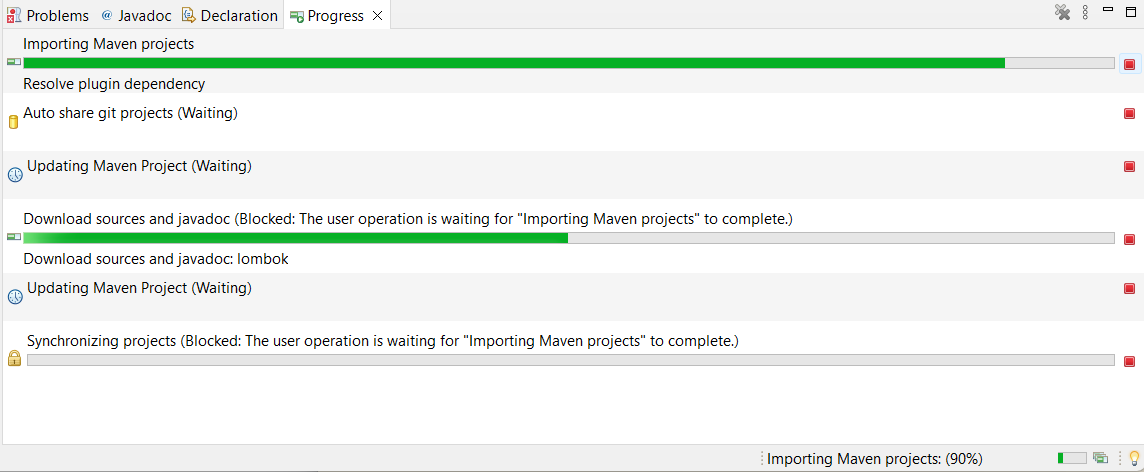 Problems @ Javadoc Declaration Progress
Importing Maven projects
Resolve plugin dependency
Auto share git projects (Waiting)
Updating Maven Project (Waiting)
Download sources and javadoc (Blocked: The user operation is waiting for "Importing Maven projects" to complete.)
Download sources and javadoc: lombok
Updating Maven Project (Waiting)
Synchronizing projects (Blocked: The user operation is waiting for "Importing Maven projects" to complete.)
Importing Maven projects: (90%)